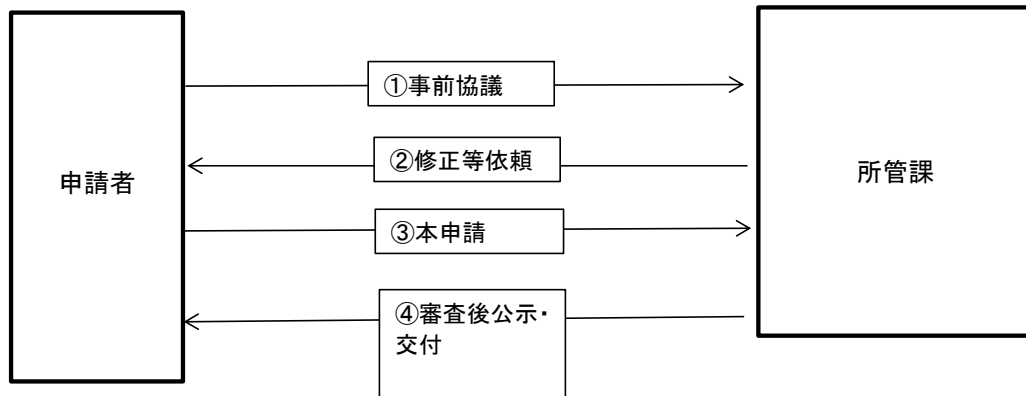 ①事前協議
②修正等依頼
申請者
所管課
③本申請
④審査後公示・
交付